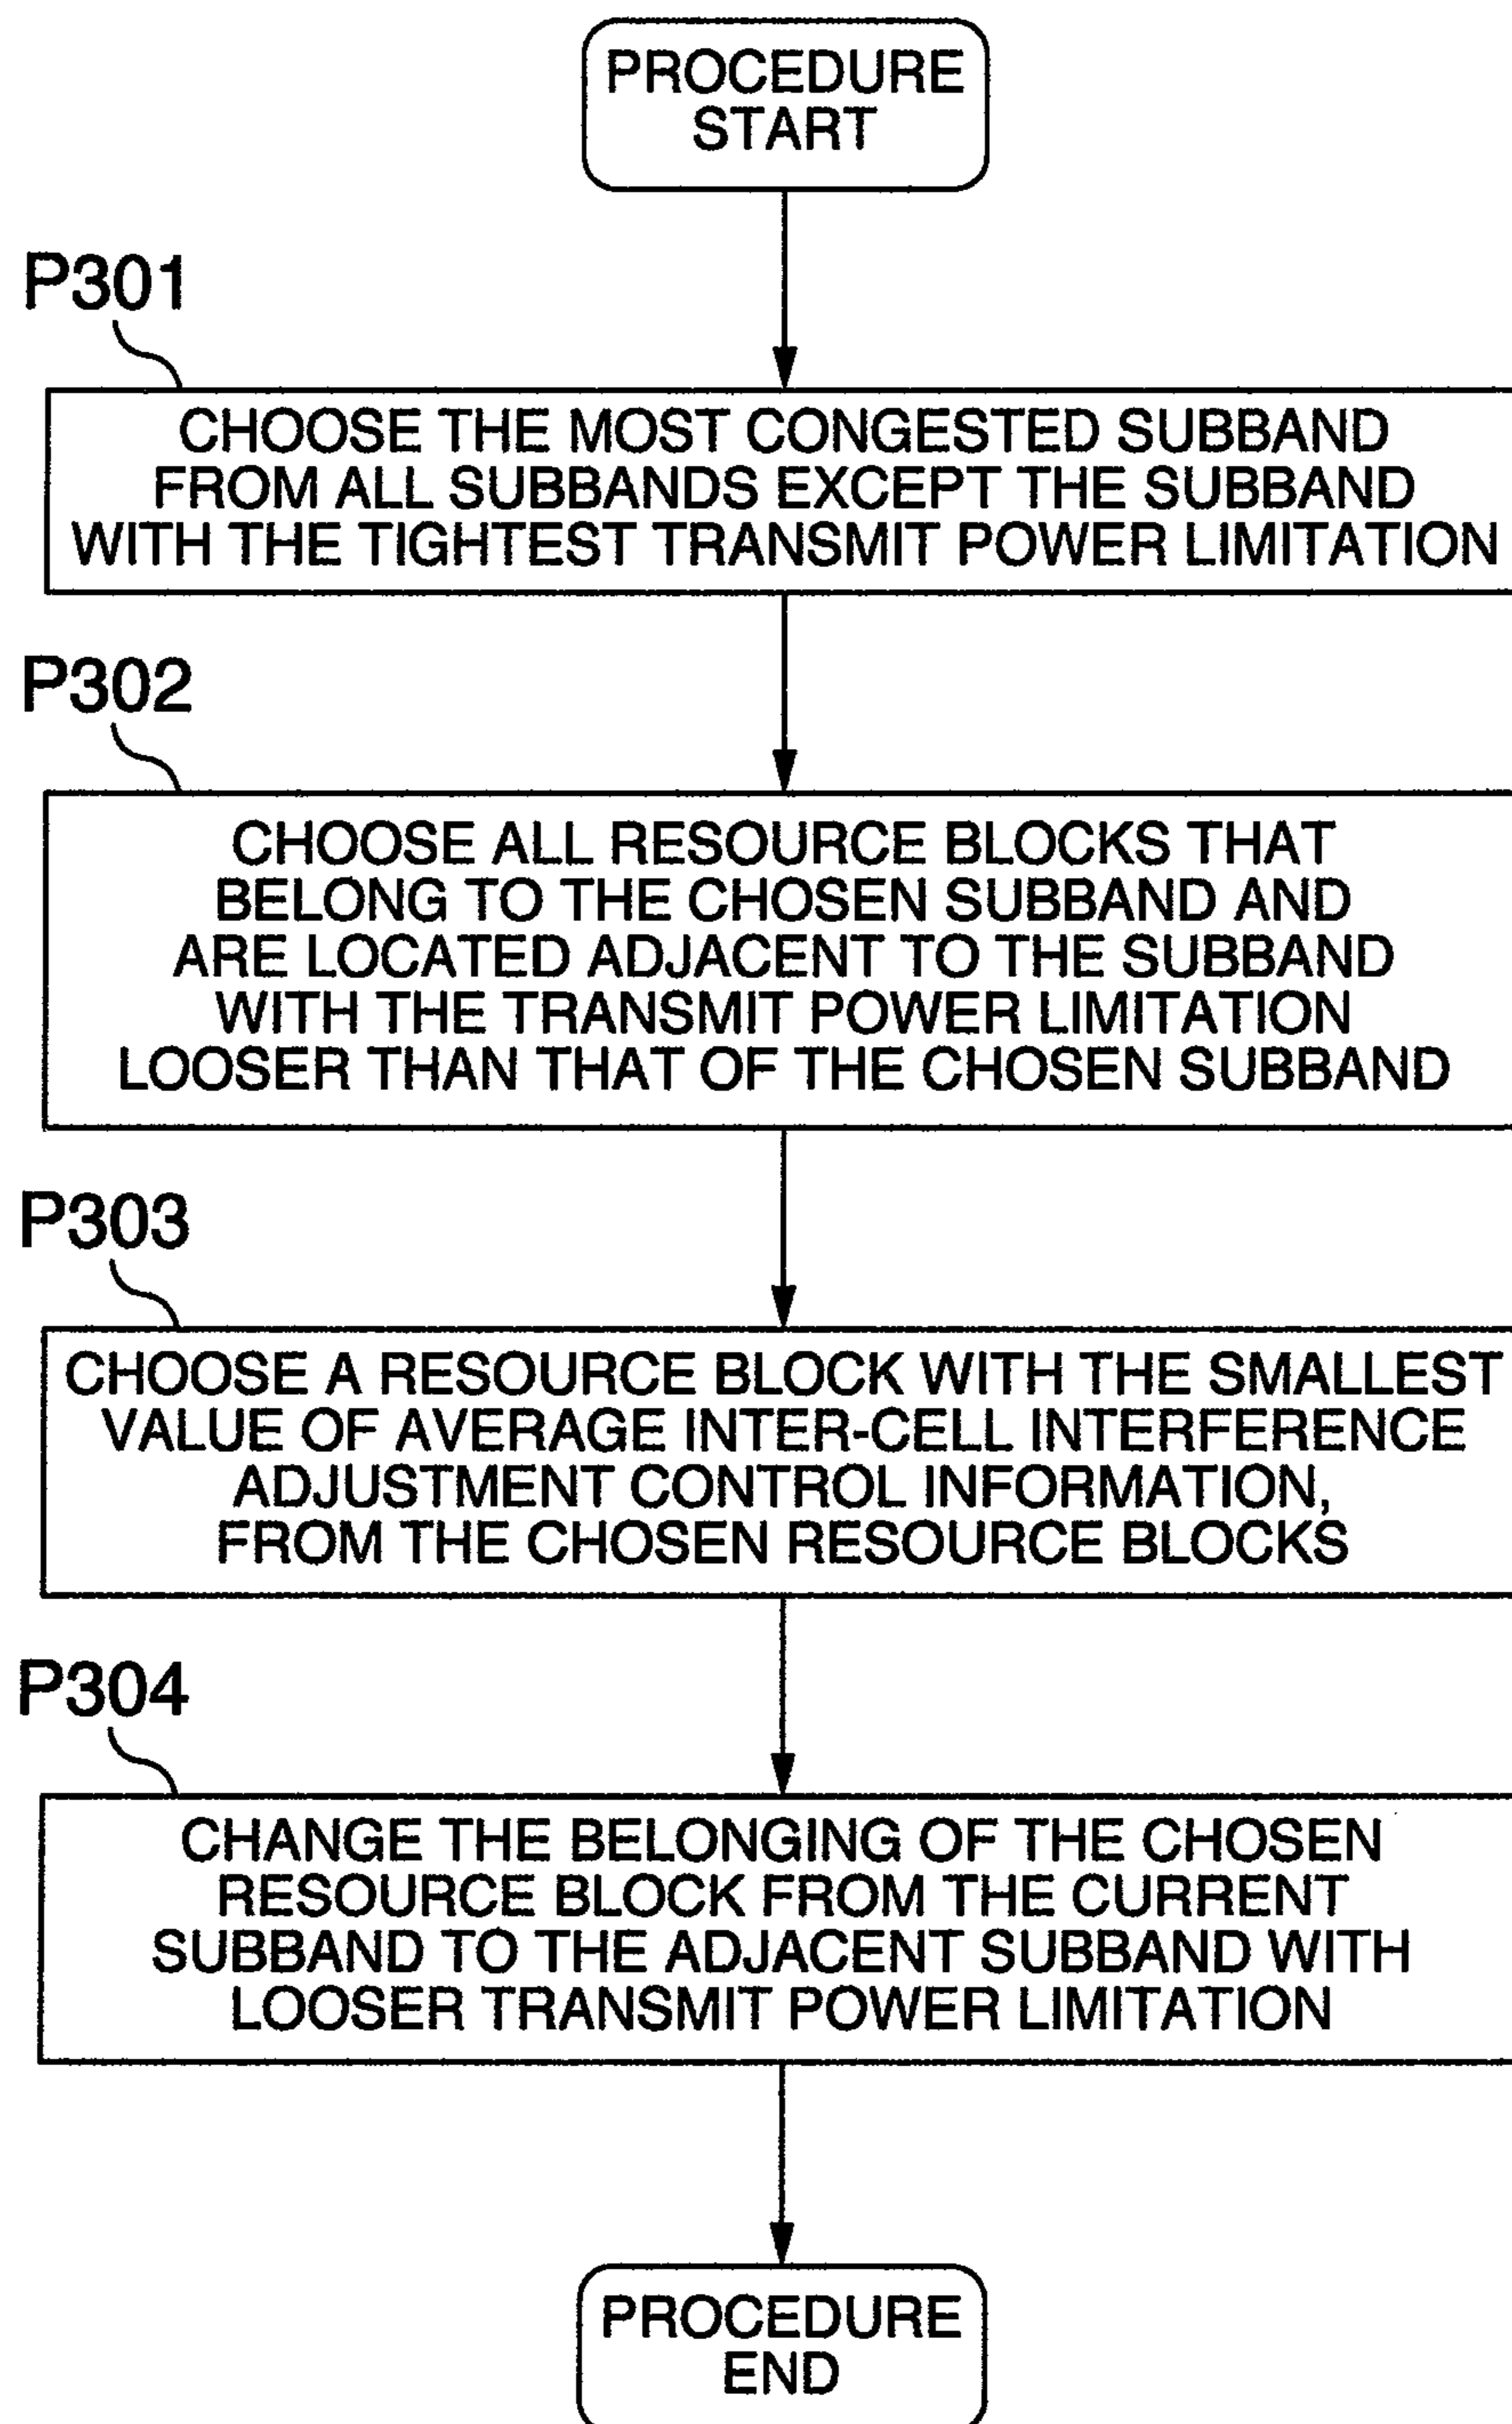 PROCEDURE
START
P301
CHOOSE THE MOST CONGESTED SUBBAND
FROM ALL SUBBANDS EXCEPT THE SUBBAND
WITH THE TIGHTEST TRANSMIT POWER LIMITATION
P302
CHOOSE ALL RESOURCE BLOCKS THAT
BELONG TO THE CHOSEN SUBBAND AND
ARE LOCATED ADJACENT TO THE SUBBAND
WITH THE TRANSMIT POWER LIMITATION
LOOSER THAN THAT OF THE CHOSEN SUBBAND
P303
CHOOSE A RESOURCE BLOCK WITH THE SMALLEST
VALUE OF AVERAGE INTER-CELL INTERFERENCE
ADJUSTMENT CONTROL INFORMATION,
FROM THE CHOSEN RESOURCE BLOCKS
P304
CHANGE THE BELONGING OF THE CHOSEN
RESOURCE BLOCK FROM THE CURRENT
SUBBAND TO THE ADJACENT SUBBAND WITH
LOOSER TRANSMIT POWER LIMITATION
PROCEDURE
END